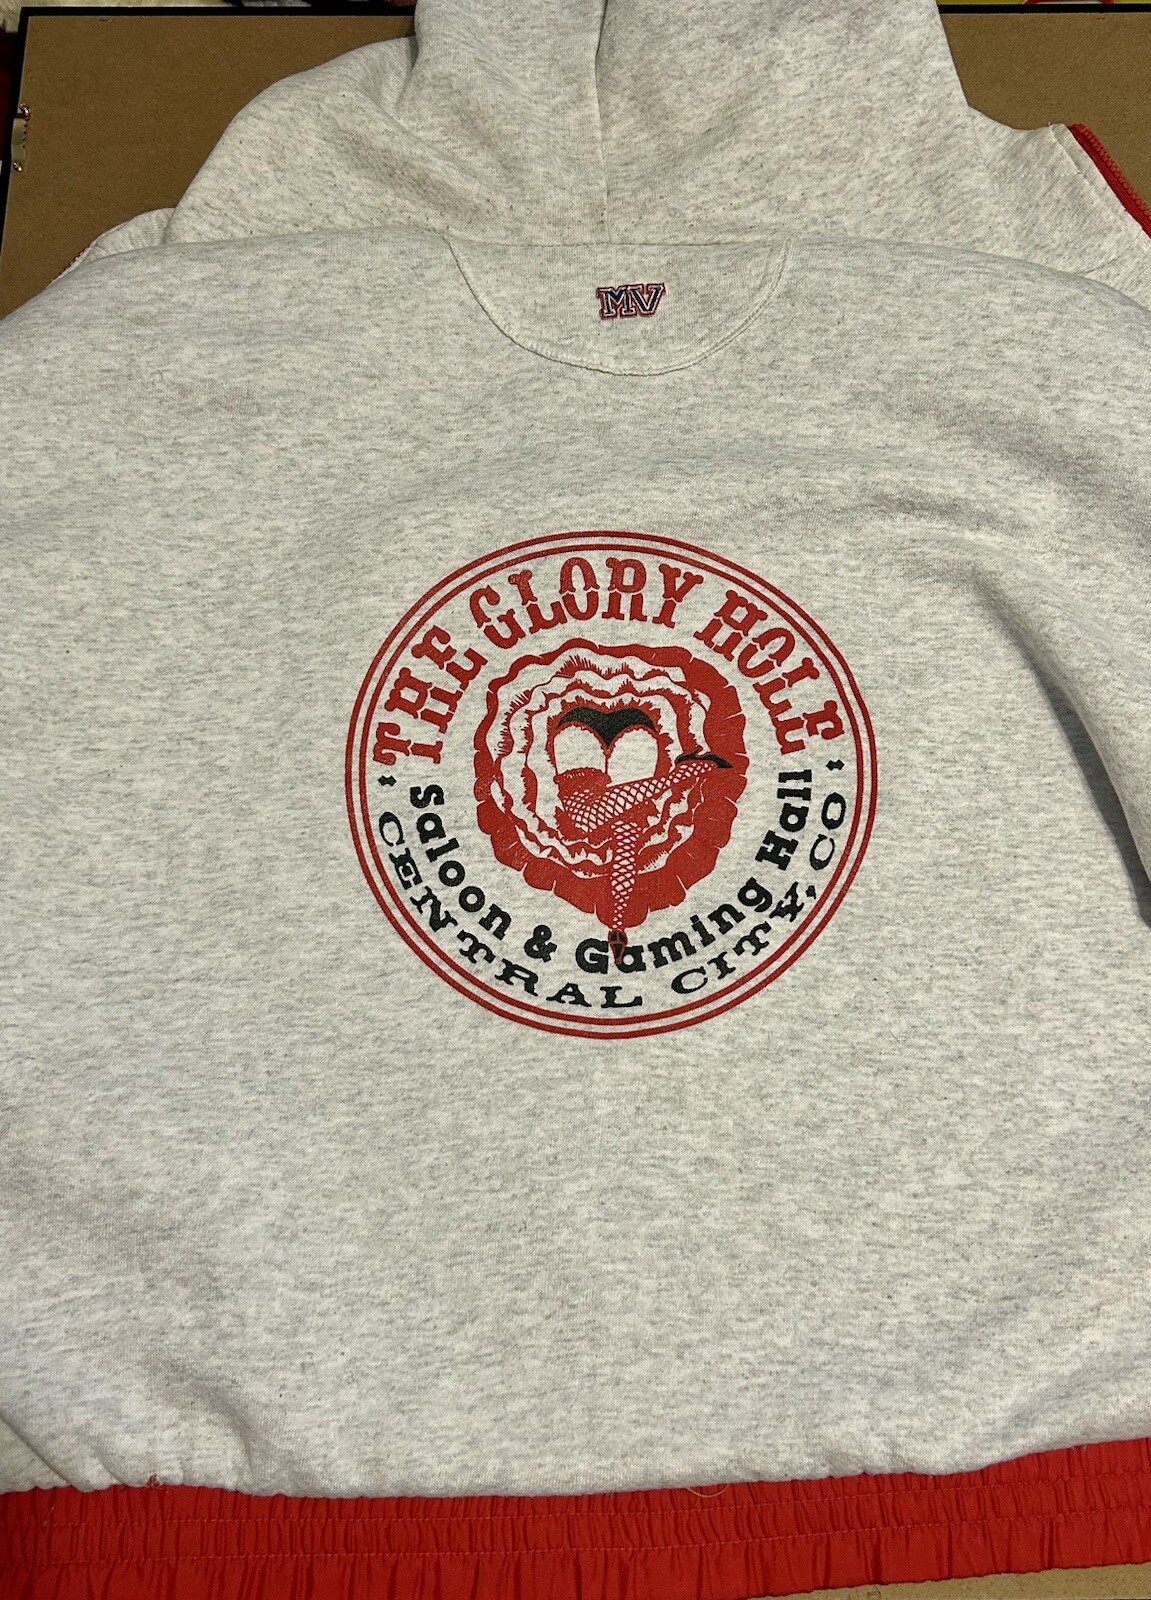 MV
THE GLORY HOLE
Saloon & Gaming Hall
· CENTRAL CITY, CO ·